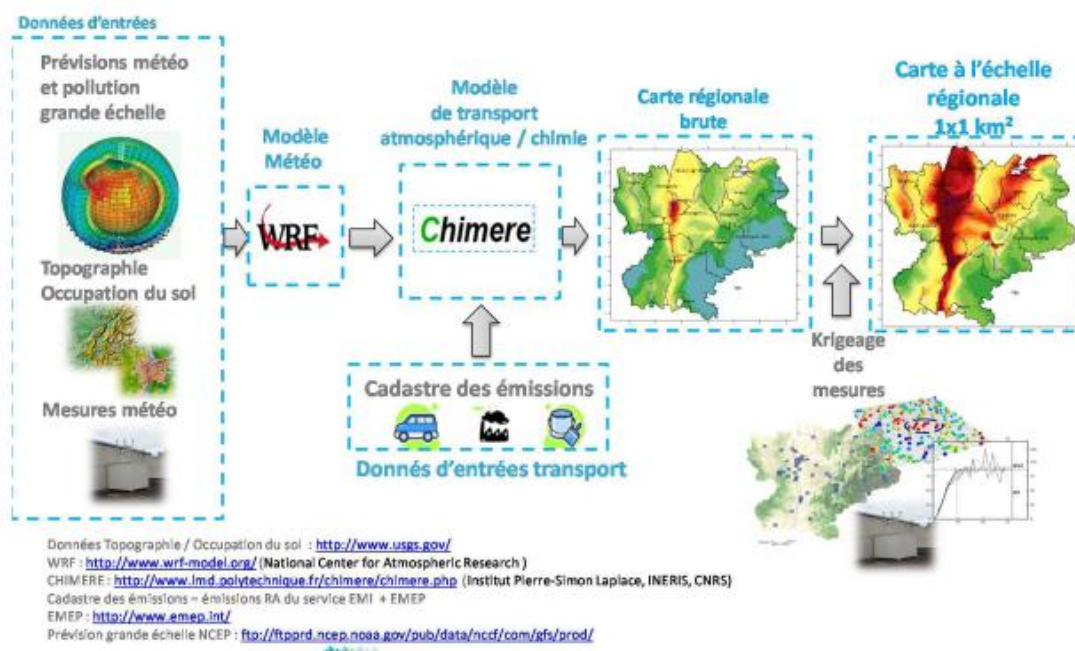 Données d'entrées
Prévisions météo
et pollution
grande échelle
Topographie
Occupation du sol
Mesures météo
Modèle
Météo
WRF
Modèle
de transport
atmosphérique / chimie
Chimere
Cadastre des émissions
Donnés d'entrées transport
Carte régionale
brute
Carte à l'échelle
régionale
1x1 km²
Krigeage
des
mesures
Données Topographie / Occupation du sol : http://www.usgs.gov/
WRF : http://www.wrf-model.org/ (National Center for Atmospheric Research )
CHIMERE : http://www.lmd.polytechnique.fr/chimere/chimere.php (Institut Pierre-Simon Laplace, INERIS, CNRS)
Cadastre des émissions = émissions RA du service EMI + EMEP
EMEP : http://www.emep.int/
Prévision grande échelle NCEP : ftp://ftpprd.ncep.noaa.gov/pub/data/nccf/com/gfs/prod/